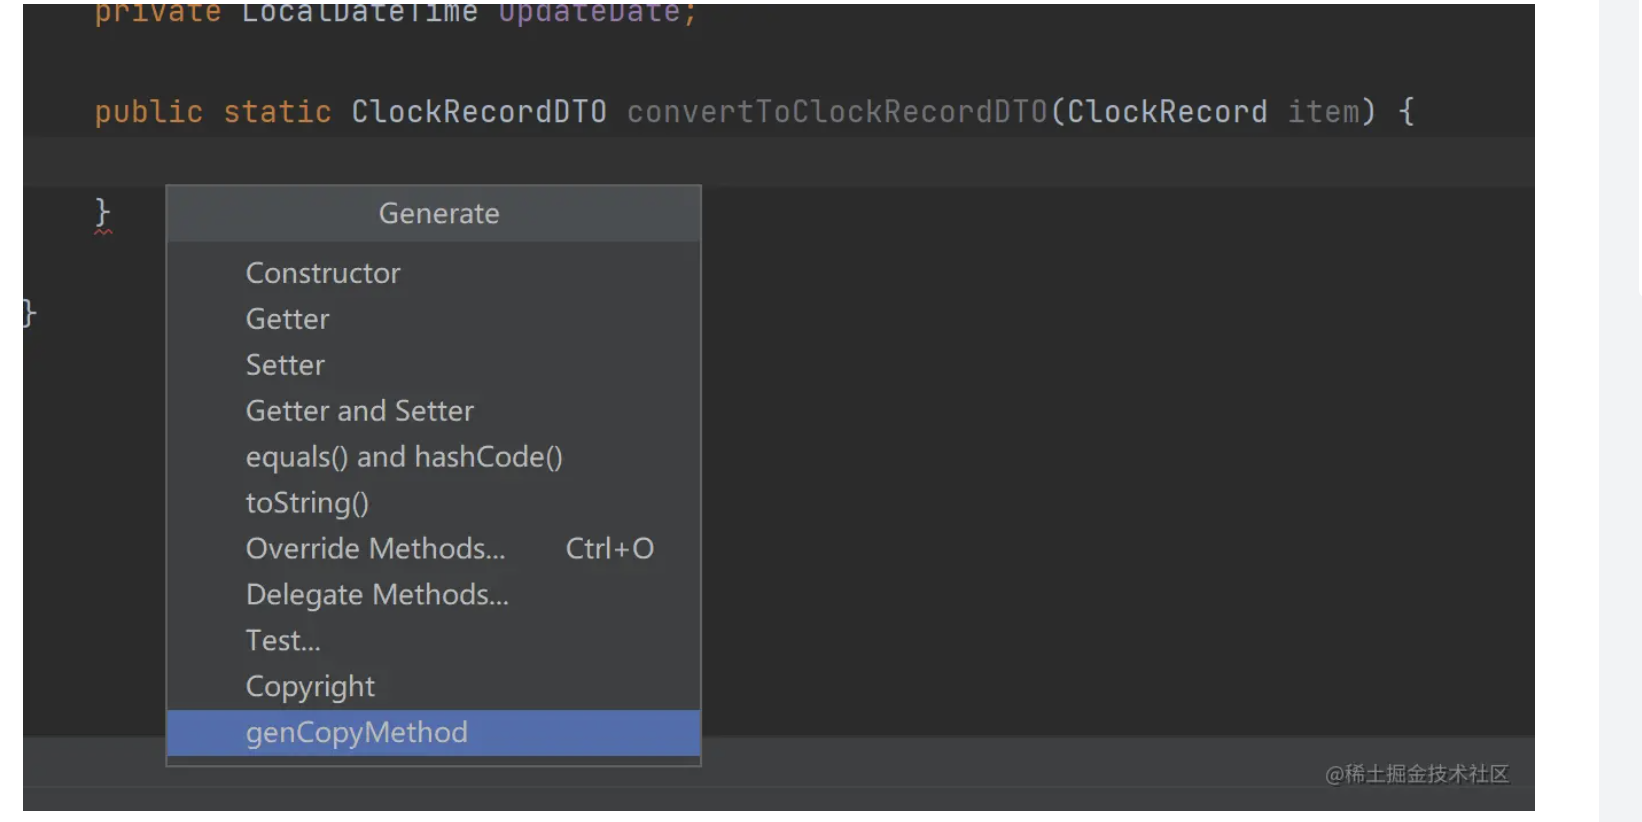 private LocalDateTime UpdateDate;
public static ClockRecordDTO convertToClockRecordDTO(ClockRecord item) {
}
}
Generate
Constructor
Getter
Setter
Getter and Setter
equals() and hashCode()
toString()
Override Methods... Ctrl+O
Delegate Methods...
Test...
Copyright
genCopyMethod
@稀土掘金技术社区